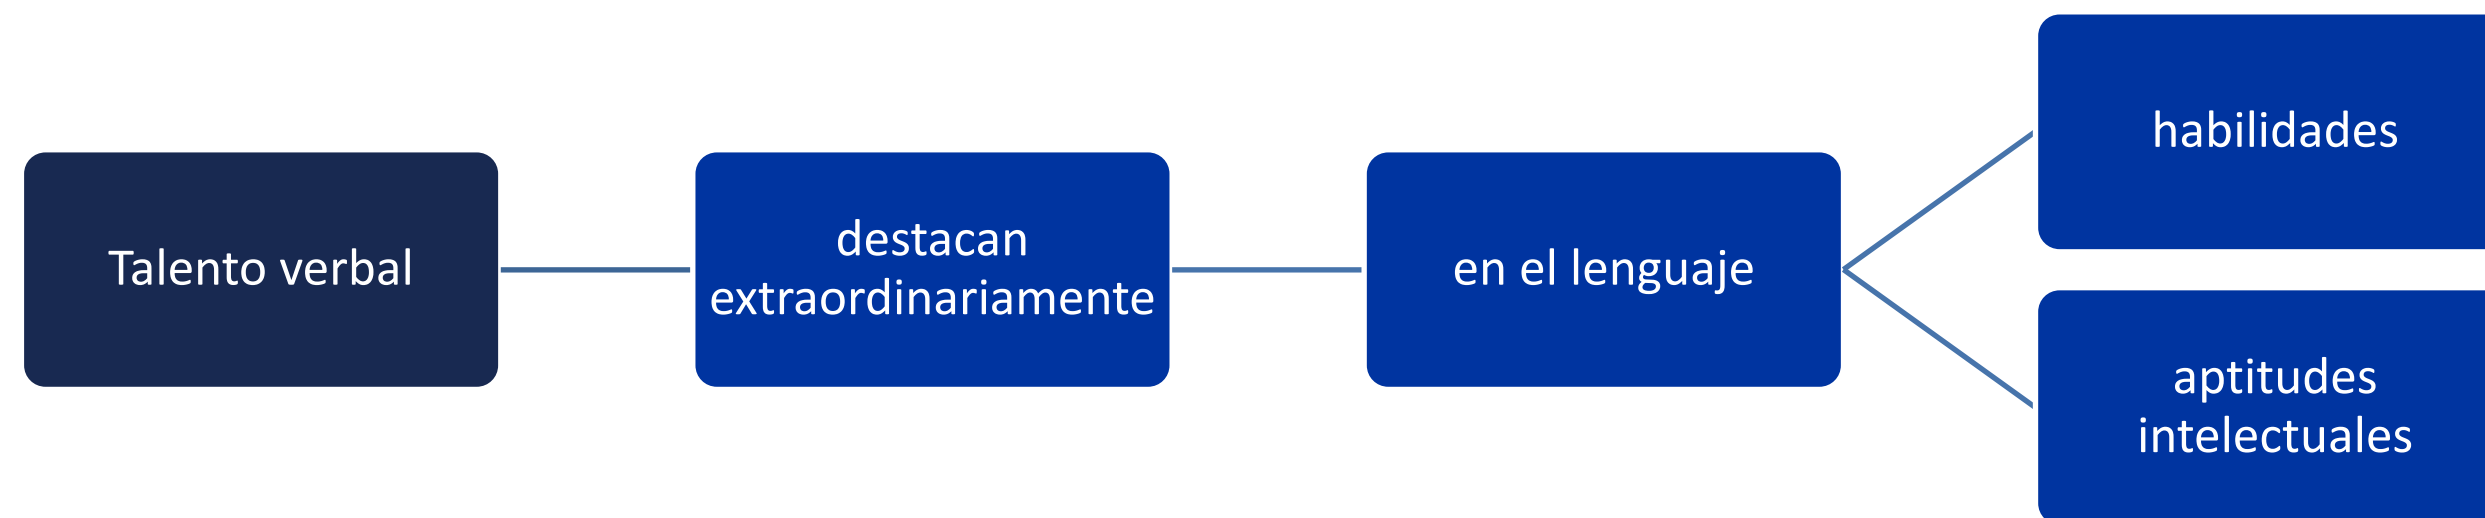 Talento verbal
destacan
extraordinariamente
en el lenguaje
habilidades
aptitudes
intelectuales